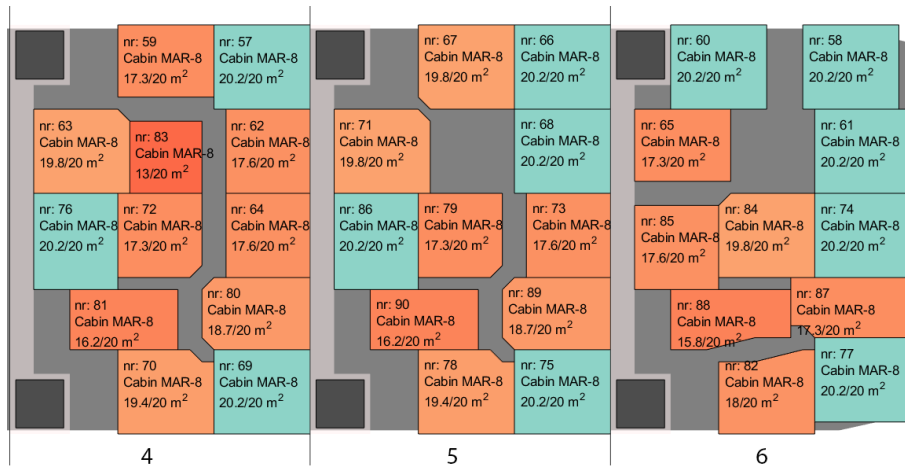 nr: 59
Cabin MAR-8
17.3/20 m²
nr: 57
Cabin MAR-8
20.2/20 m²
nr: 63
Cabin MAR-8
19.8/20 m²
nr: 83
Cabin MAR-8
13/20 m²
nr: 62
Cabin MAR-8
17.6/20 m²
nr: 76
Cabin MAR-8
20.2/20 m²
nr: 72
Cabin MAR-8
17.3/20 m²
nr: 64
Cabin MAR-8
17.6/20 m²
nr: 81
Cabin MAR-8
16.2/20 m²
nr: 80
Cabin MAR-8
18.7/20 m²
nr: 70
Cabin MAR-8
19.4/20 m²
nr: 69
Cabin MAR-8
20.2/20 m²
4
nr: 67
Cabin MAR-8
19.8/20 m²
nr: 66
Cabin MAR-8
20.2/20 m²
nr: 71
Cabin MAR-8
19.8/20 m²
nr: 68
Cabin MAR-8
20.2/20 m²
nr: 86
Cabin MAR-8
20.2/20 m²
nr: 79
Cabin MAR-8
17.3/20 m²
nr: 73
Cabin MAR-8
17.6/20 m²
nr: 90
Cabin MAR-8
16.2/20 m²
nr: 89
Cabin MAR-8
18.7/20 m²
nr: 78
Cabin MAR-8
19.4/20 m²
nr: 75
Cabin MAR-8
20.2/20 m²
5
nr: 60
Cabin MAR-8
20.2/20 m²
nr: 58
Cabin MAR-8
20.2/20 m²
nr: 65
Cabin MAR-8
17.3/20 m²
nr: 61
Cabin MAR-8
20.2/20 m²
nr: 85
Cabin MAR-8
17.6/20 m²
nr: 84
Cabin MAR-8
19.8/20 m²
nr: 74
Cabin MAR-8
20.2/20 m²
nr: 88
Cabin MAR-8
15.8/20 m²
nr: 87
Cabin MAR-8
17.3/20 m²
nr: 82
Cabin MAR-8
18/20 m²
nr: 77
Cabin MAR-8
20.2/20 m²
6